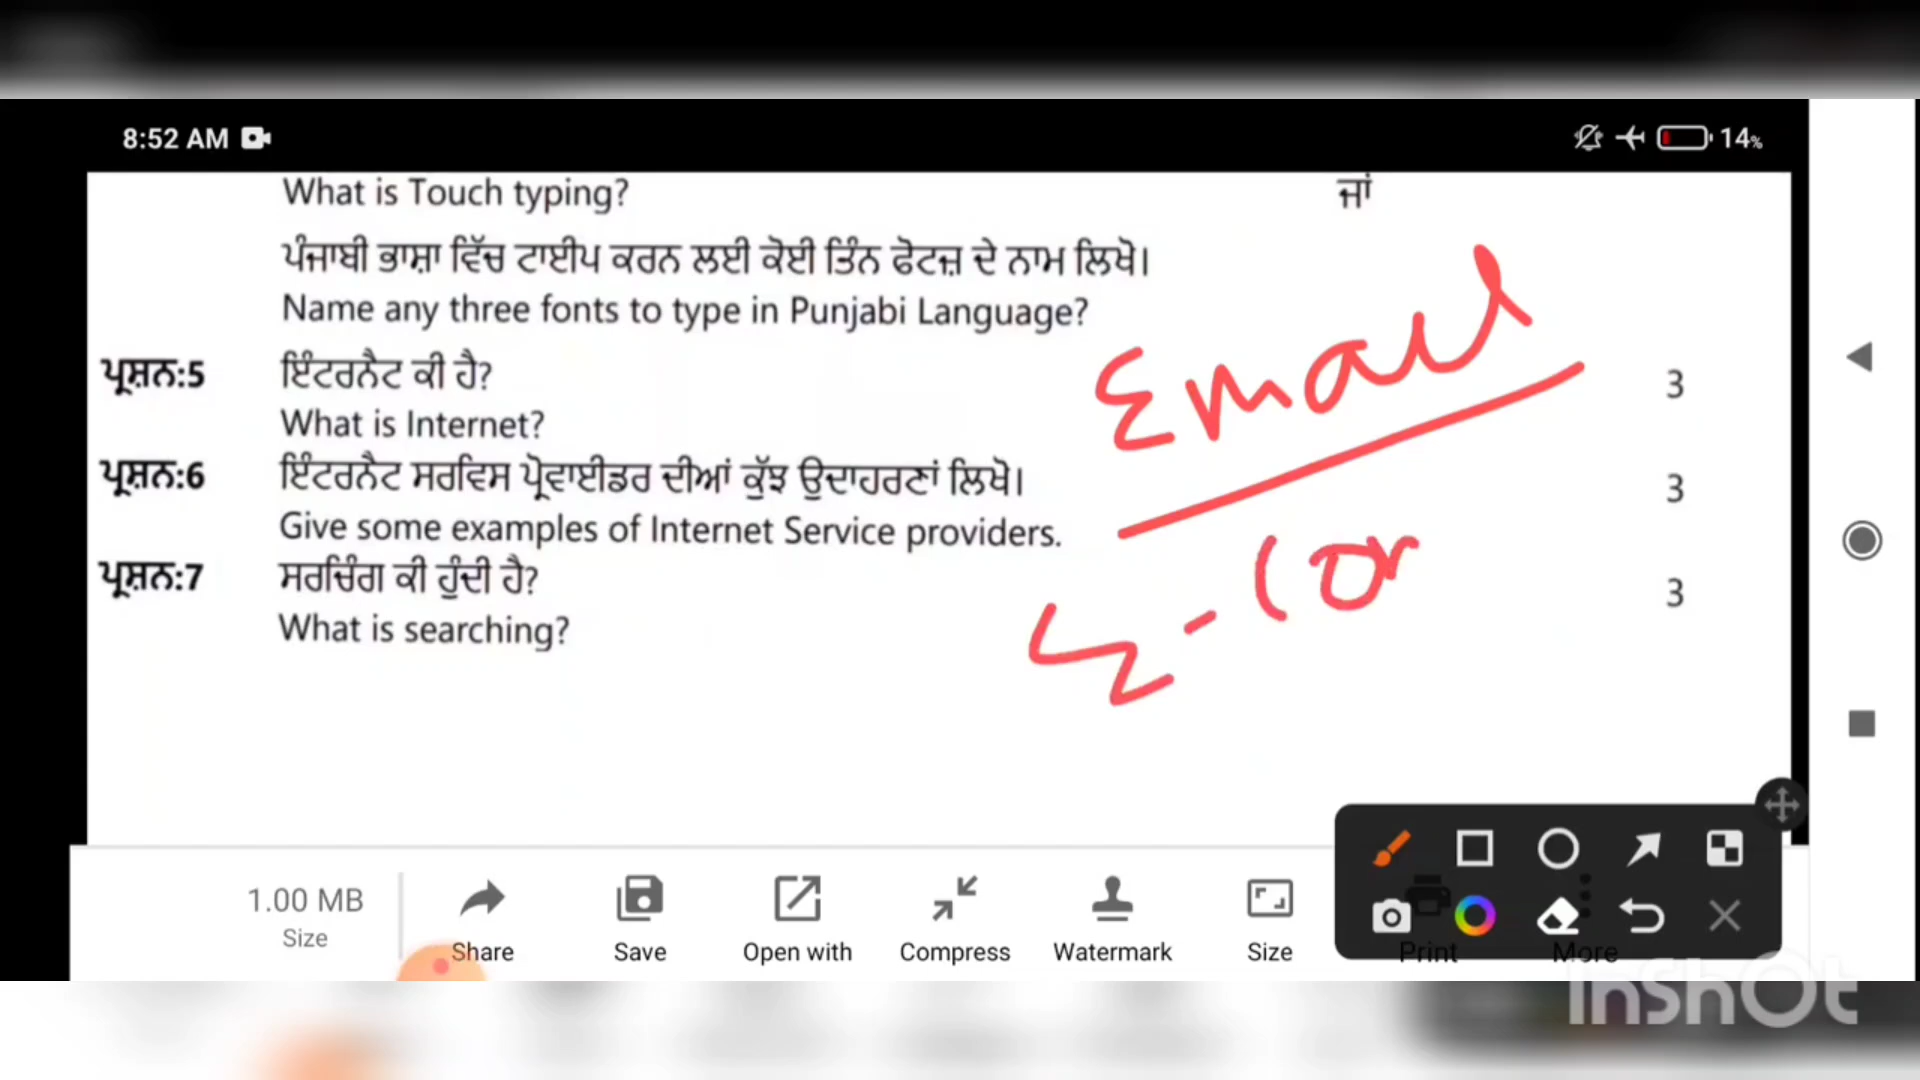 8:52 AM
14%
What is Touch typing?
ਜਾਂ
ਪੰਜਾਬੀ ਭਾਸ਼ਾ ਵਿੱਚ ਟਾਈਪ ਕਰਨ ਲਈ ਕੋਈ ਤਿੰਨ ਫੋਂਟਜ਼ ਦੇ ਨਾਮ ਲਿਖੋ।
Name any three fonts to type in Punjabi Language?
ਪ੍ਰਸ਼ਨ:5 ਇੰਟਰਨੈਟ ਕੀ ਹੈ? 3
What is Internet?
Email
ਪ੍ਰਸ਼ਨ:6 ਇੰਟਰਨੈਟ ਸਰਵਿਸ ਪ੍ਰੋਵਾਈਡਰ ਦੀਆਂ ਕੁੱਝ ਉਦਾਹਰਣਾਂ ਲਿਖੋ। 3
Give some examples of Internet Service providers.
E-Com
ਪ੍ਰਸ਼ਨ:7 ਸਰਚਿੰਗ ਕੀ ਹੁੰਦੀ ਹੈ? 3
What is searching?
1.00 MB
Size
Share
Save
Open with
Compress
Watermark
Size
Print
More
InShOt